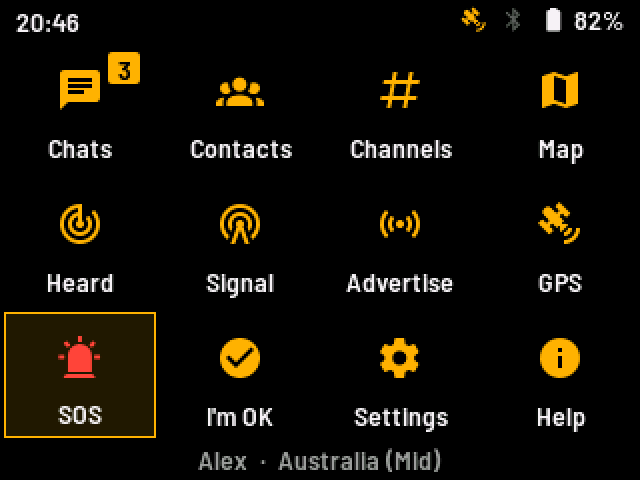 20:46 82%
3
Chats Contacts Channels Map
Heard Signal Advertise GPS
SOS I'm OK Settings Help
Alex · Australia (Mid)